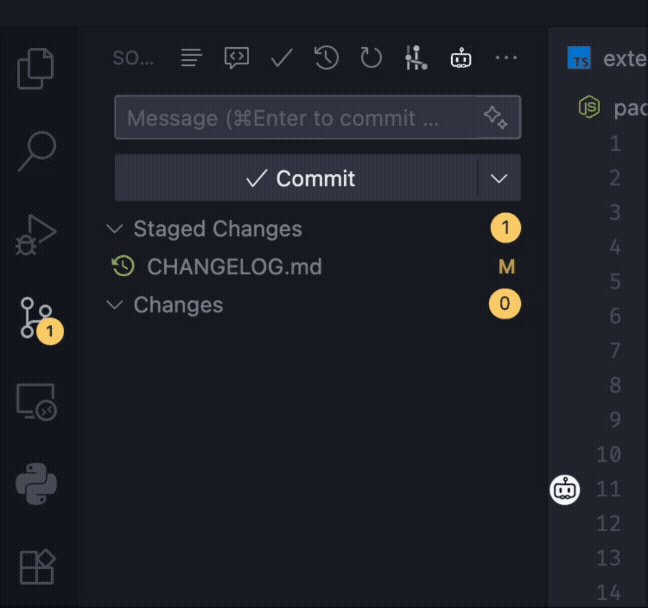 SO...
TS exte
Message (⌘Enter to commit ...
JS pac
Commit
Staged Changes 1
CHANGELOG.md M
Changes 0
1
1
2
3
4
5
6
7
8
9
10
11
12
13
14